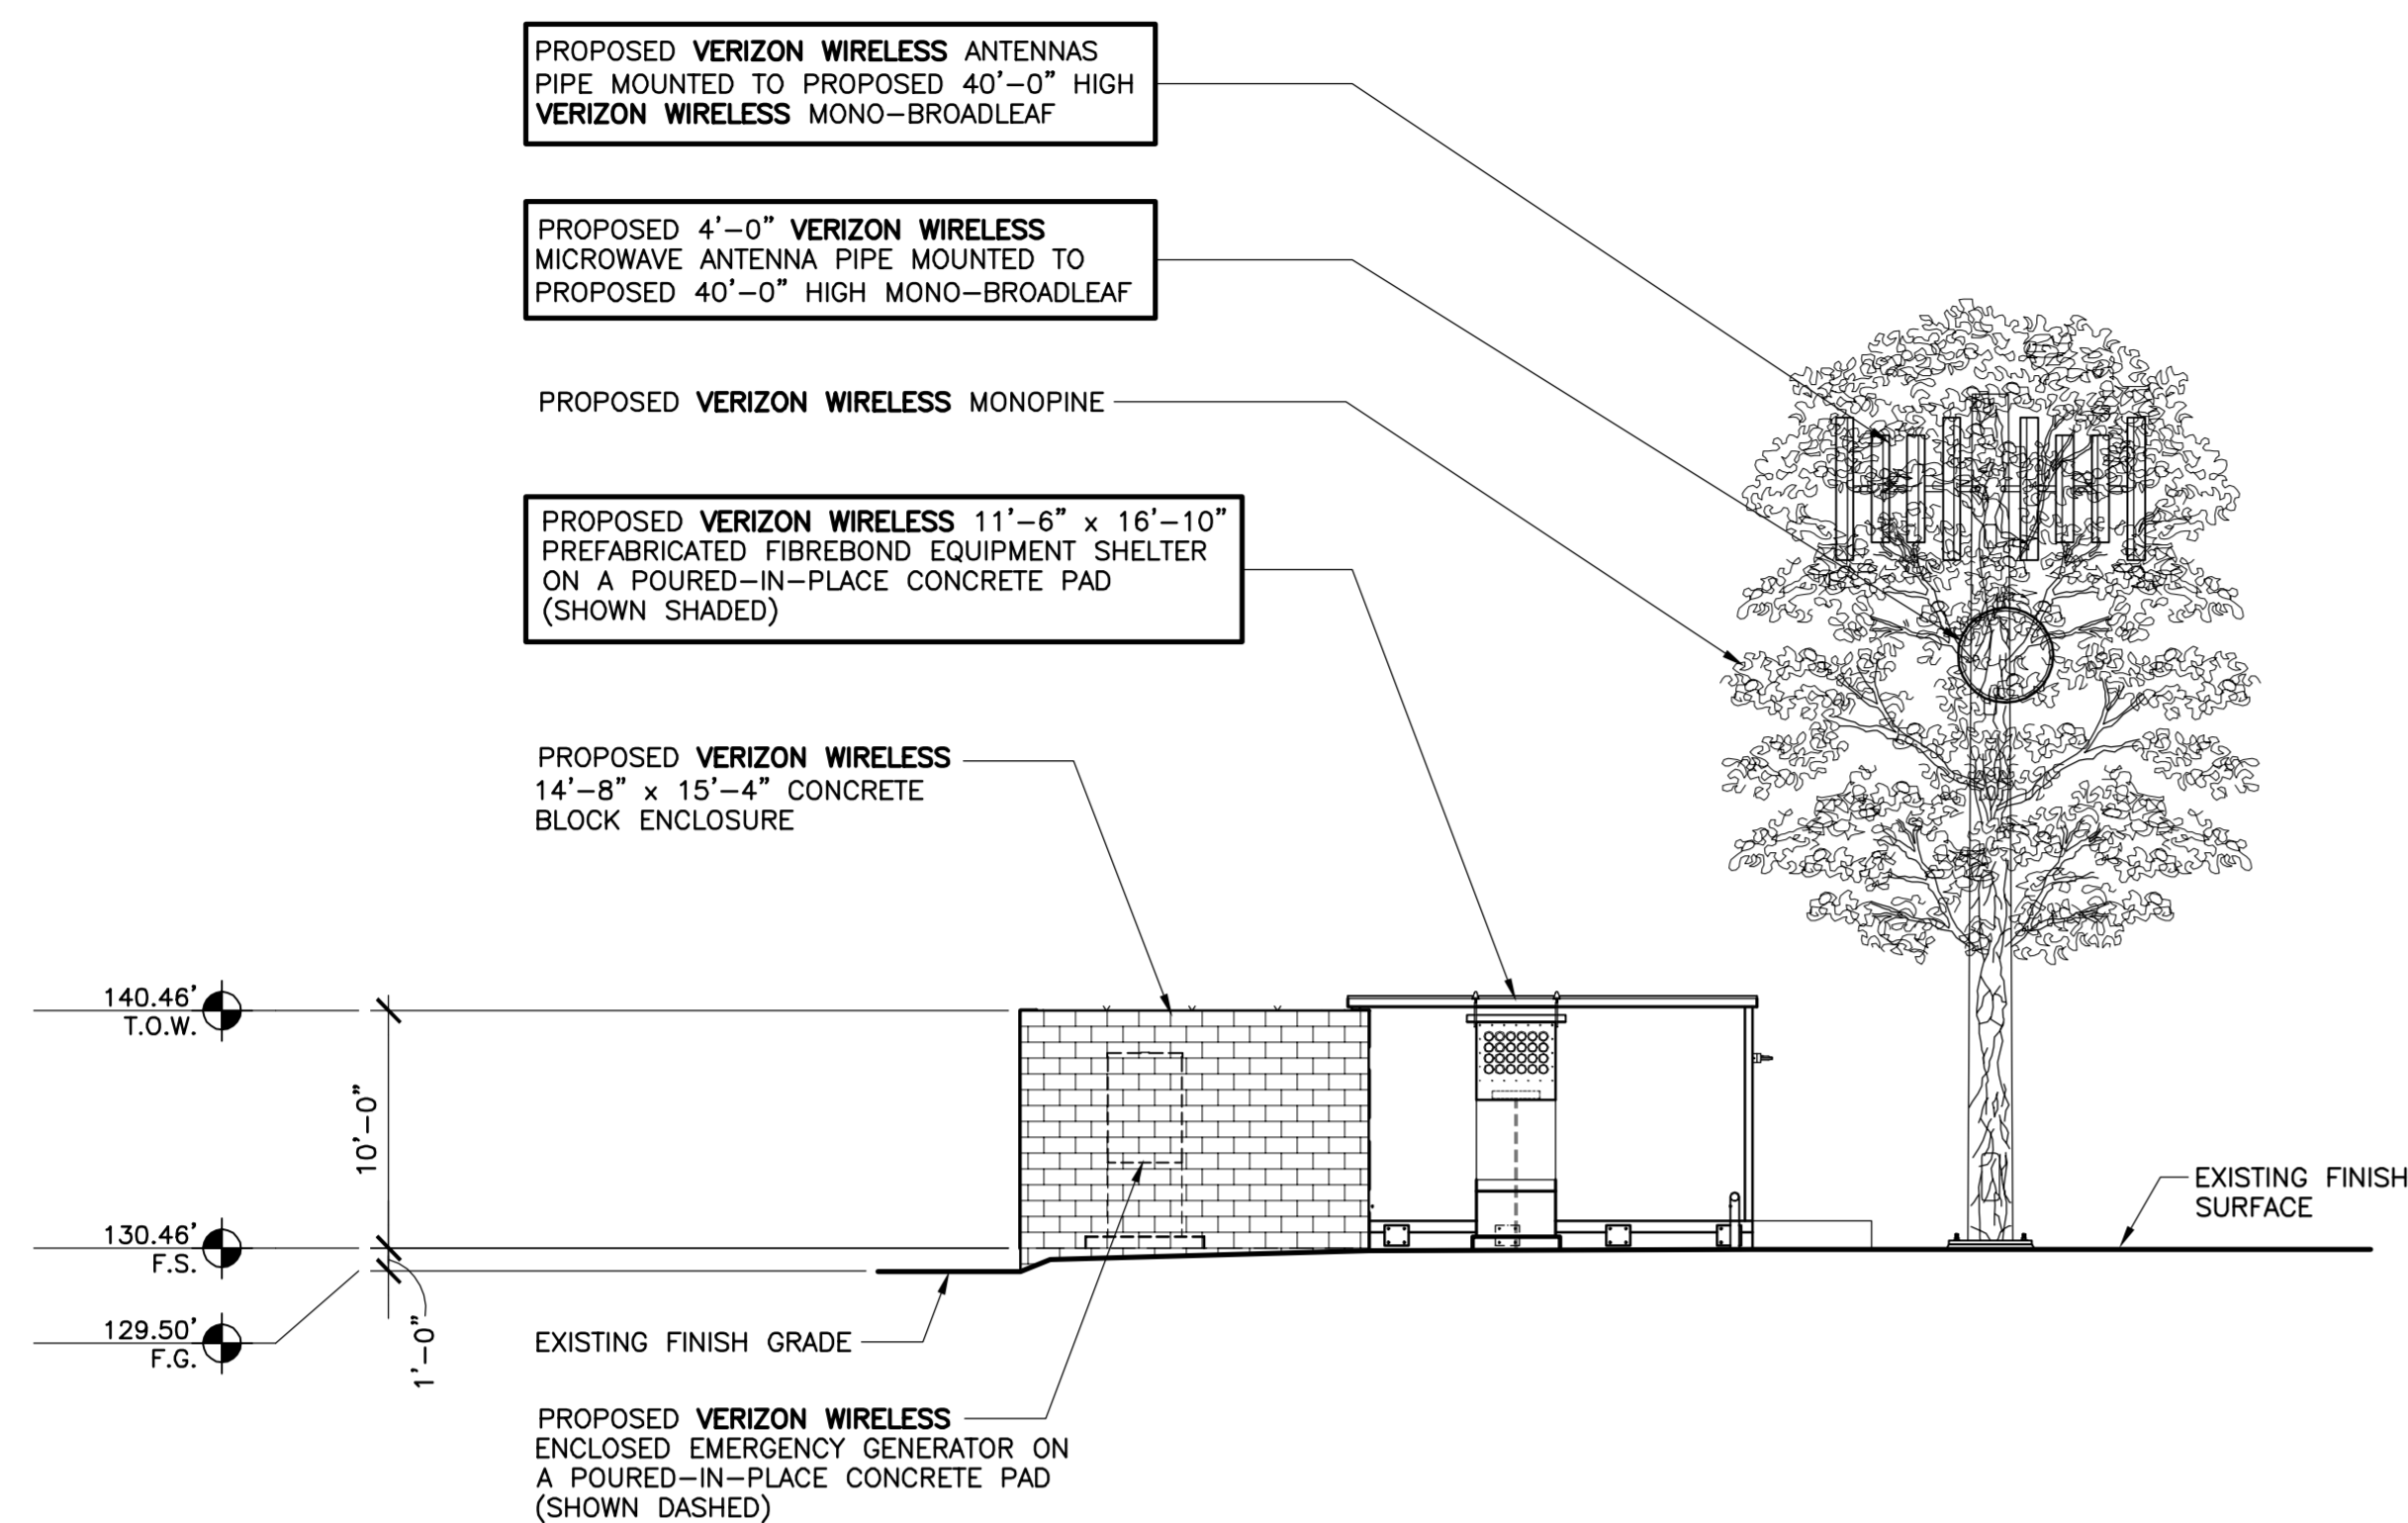 PROPOSED VERIZON WIRELESS ANTENNAS
PIPE MOUNTED TO PROPOSED 40'-0" HIGH
VERIZON WIRELESS MONO-BROADLEAF
PROPOSED 4'-0" VERIZON WIRELESS
MICROWAVE ANTENNA PIPE MOUNTED TO
PROPOSED 40'-0" HIGH MONO-BROADLEAF
PROPOSED VERIZON WIRELESS MONOPINE
PROPOSED VERIZON WIRELESS 11'-6" x 16'-10"
PREFABRICATED FIBREBOND EQUIPMENT SHELTER
ON A POURED-IN-PLACE CONCRETE PAD
(SHOWN SHADED)
PROPOSED VERIZON WIRELESS
14'-8" x 15'-4" CONCRETE
BLOCK ENCLOSURE
140.46'
T.O.W.
10'-0"
130.46'
F.S.
129.50'
F.G.
1'-0"
EXISTING FINISH
SURFACE
EXISTING FINISH GRADE
PROPOSED VERIZON WIRELESS
ENCLOSED EMERGENCY GENERATOR ON
A POURED-IN-PLACE CONCRETE PAD
(SHOWN DASHED)